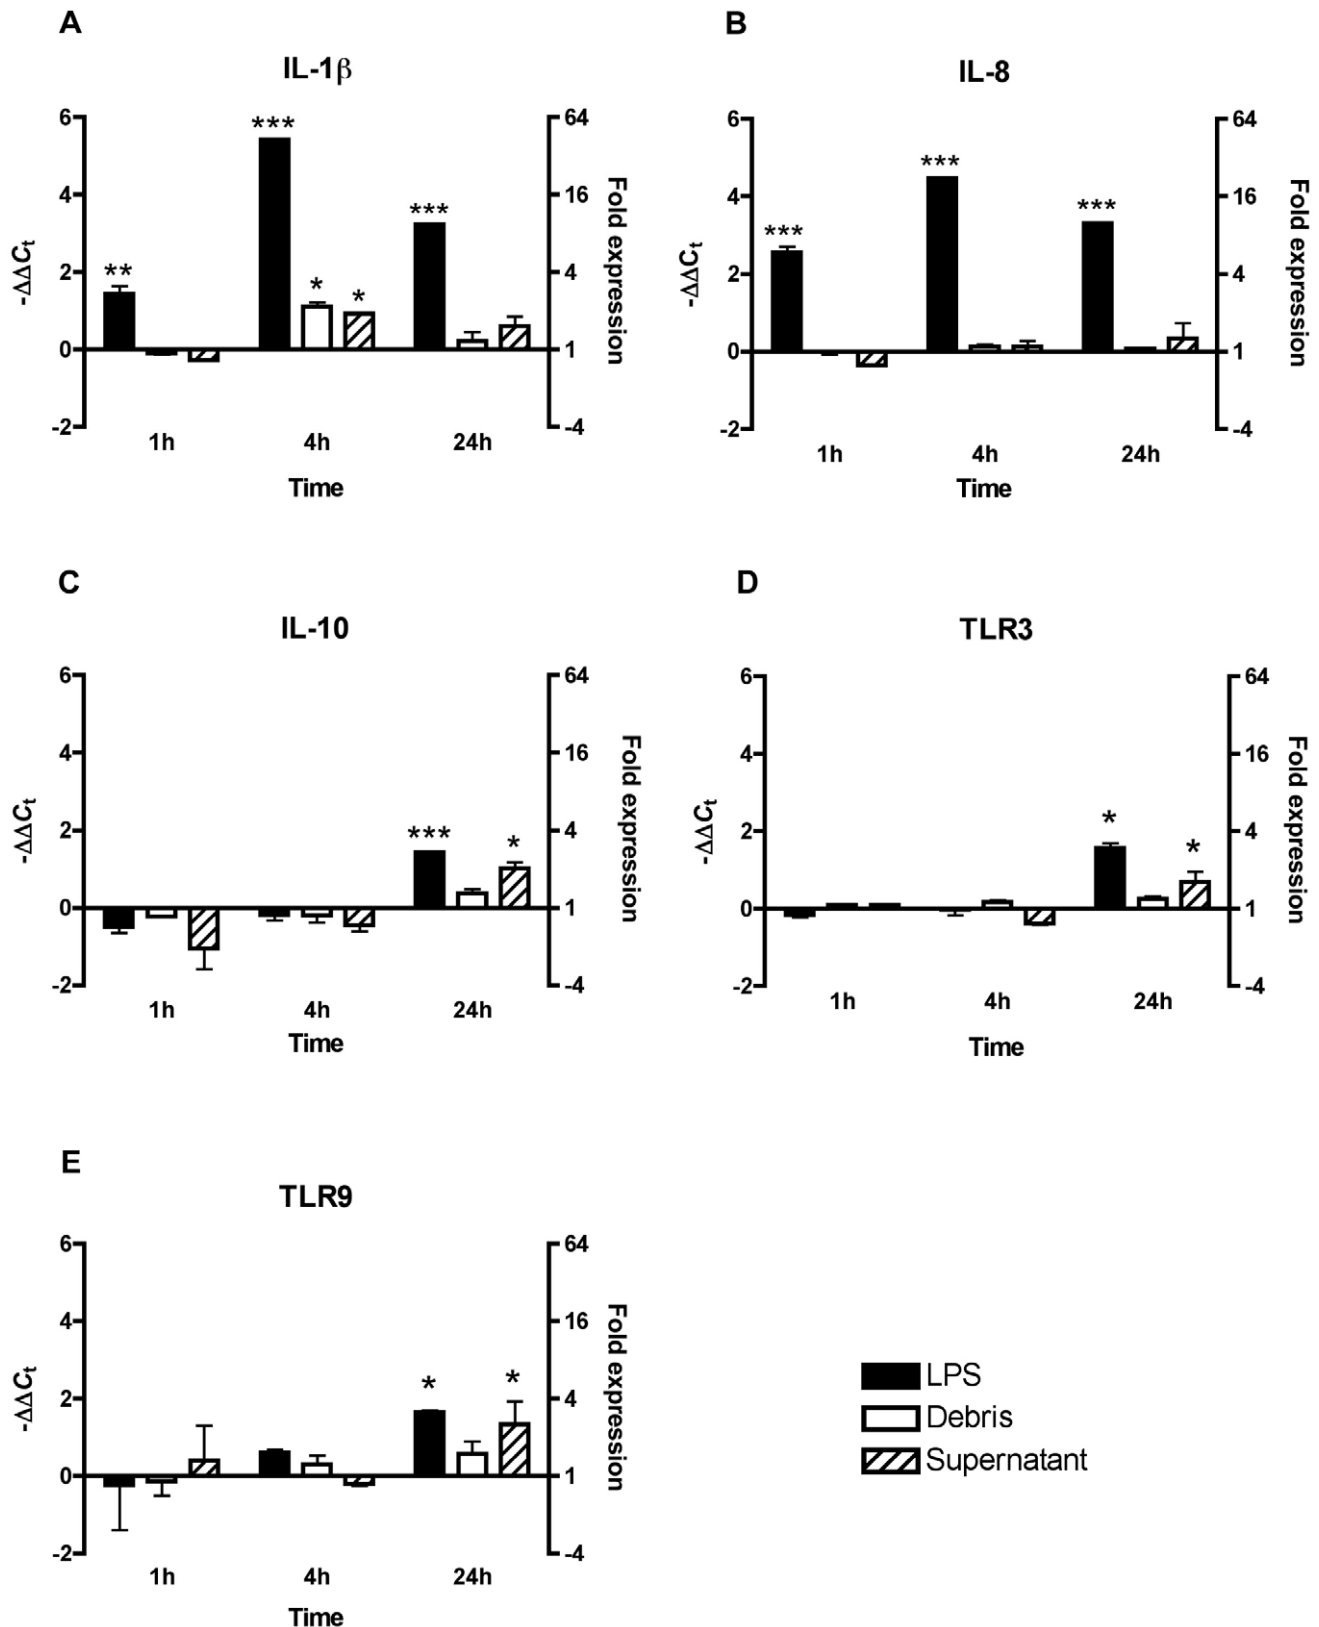 A
IL-1β
-ΔΔCt
6
4
2
0
-2
**
***
*
*
***
64
16
4
1
-4
Fold expression
1h 4h 24h
Time
B
IL-8
-ΔΔCt
6
4
2
0
-2
***
***
***
64
16
4
1
-4
Fold expression
1h 4h 24h
Time
C
IL-10
-ΔΔCt
6
4
2
0
-2
***
*
64
16
4
1
-4
Fold expression
1h 4h 24h
Time
D
TLR3
-ΔΔCt
6
4
2
0
-2
*
*
64
16
4
1
-4
Fold expression
1h 4h 24h
Time
E
TLR9
-ΔΔCt
6
4
2
0
-2
*
*
64
16
4
1
-4
Fold expression
1h 4h 24h
Time
LPS
Debris
Supernatant